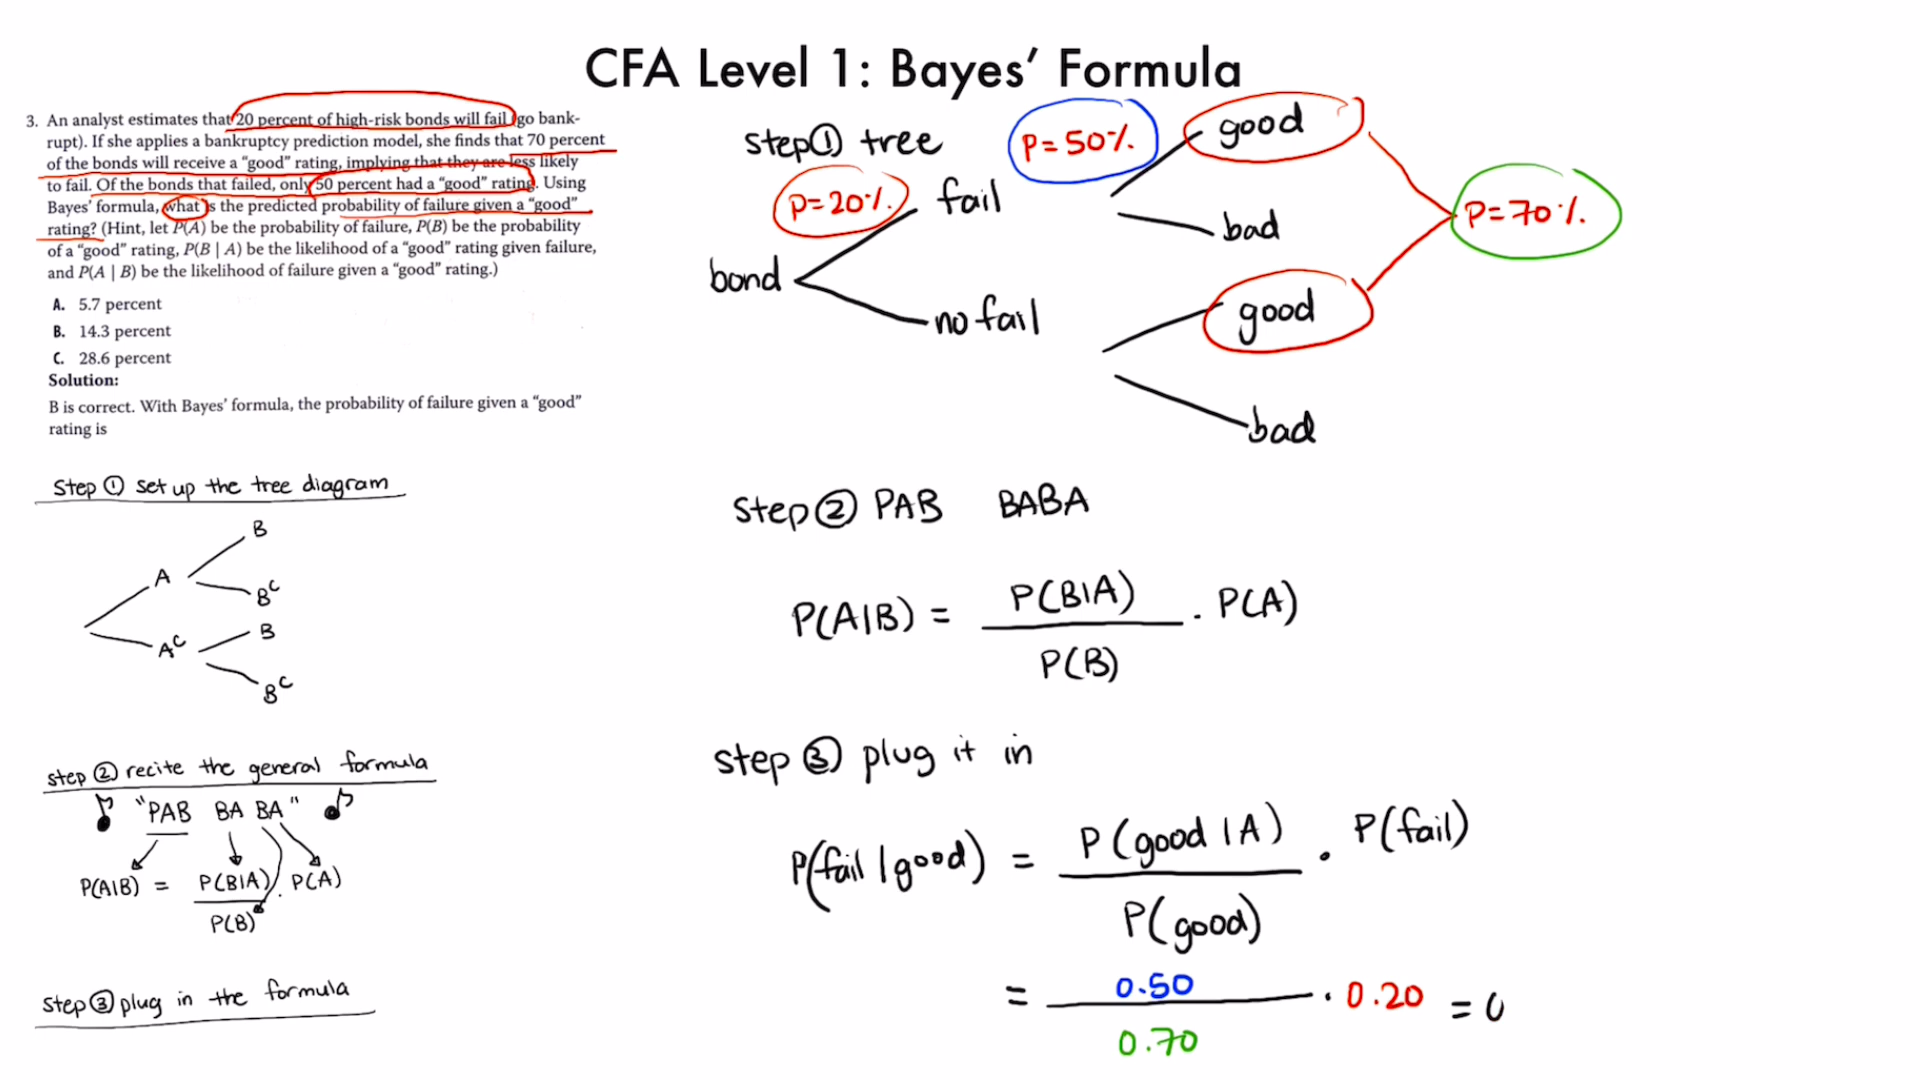 CFA Level 1: Bayes' Formula
3. An analyst estimates that 20 percent of high-risk bonds will fail (go bank-
rupt). If she applies a bankruptcy prediction model, she finds that 70 percent
of the bonds will receive a "good" rating, implying that they are less likely
to fail. Of the bonds that failed, only 50 percent had a "good" rating. Using
Bayes' formula, what is the predicted probability of failure given a "good"
rating? (Hint, let P(A) be the probability of failure, P(B) be the probability
of a "good" rating, P(B | A) be the likelihood of a "good" rating given failure,
and P(A | B) be the likelihood of failure given a "good" rating.)
A. 5.7 percent
B. 14.3 percent
C. 28.6 percent
Solution:
B is correct. With Bayes' formula, the probability of failure given a "good"
rating is
Step ① set up the tree diagram
B
A
Bᶜ
B
Aᶜ
Bᶜ
step ② recite the general formula
♪ "PAB BA BA" ♪
P(A|B) = P(B|A) . P(A)
P(B)
step ③ plug in the formula
step ① tree
P=50%
good
P=20%
fail
bad
P=70%
bond
no fail
good
bad
Step ② PAB BABA
P(A|B) = P(B|A) . P(A)
P(B)
step ③ plug it in
P(fail | good) = P(good | A) . P(fail)
P(good)
= 0.50 . 0.20 = 0
0.70